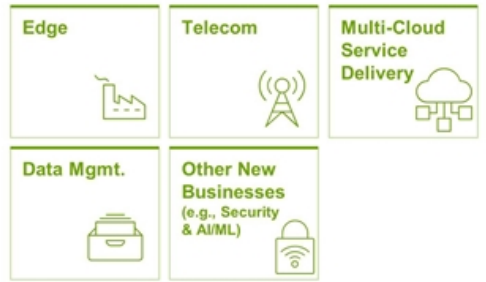 Edge
Telecom
Multi-Cloud
Service
Delivery
Data Mgmt.
Other New
Businesses
(e.g., Security
& AI/ML)